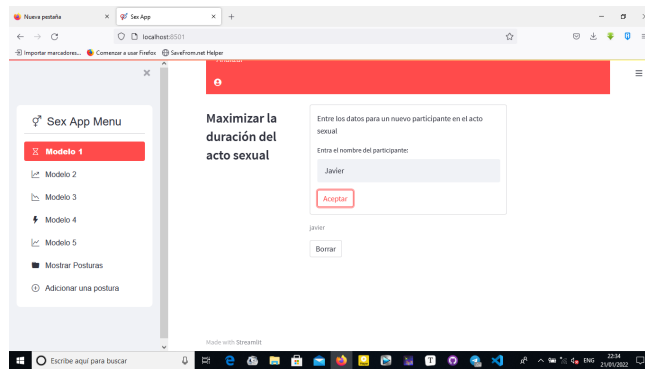 Nueva pestaña
Sex App
localhost:8501
Importar marcadores...
Comenzar a usar Firefox
SaveFrom.net Helper
Sex App Menu
Modelo 1
Modelo 2
Modelo 3
Modelo 4
Modelo 5
Mostrar Posturas
Adicionar una postura
Maximizar la
duración del
acto sexual
Entre los datos para un nuevo participante en el acto
sexual
Entra el nombre del participante:
Javier
Aceptar
javier
Borrar
Made with Streamlit
Escribe aquí para buscar
ENG
22:34
21/01/2022